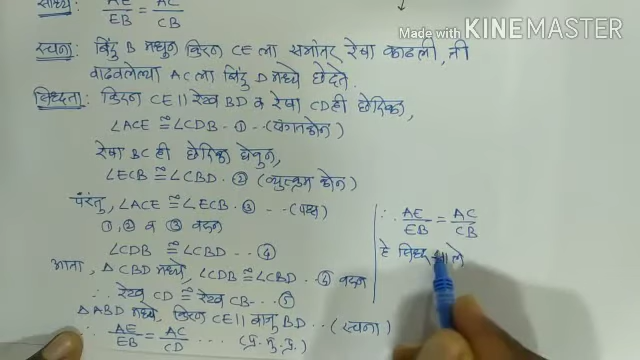 साध्य: AE/EB = AC/CB
Made with KINEMASTER
रचना: बिंदू B मधून किरण CE ला समांतर रेषा काढली, ती
वाढवलेल्या AC ला बिंदू D मध्ये छेदते.
सिध्दता: किरण CE || रेख BD व रेषा CD ही छेदिका,
∠ACE ≅ ∠CDB - ① -- (संगतकोन)
रेषा BC ही छेदिका घेवून,
∠ECB ≅ ∠CBD - ② -- (व्युत्क्रम कोन)
परंतु, ∠ACE ≅ ∠ECB - ③ --- (पक्ष)
①, ② व ③ वरून
∠CDB ≅ ∠CBD -- ④
आता, △CBD मध्ये, ∠CDB ≅ ∠CBD -- ④ वरून
∴ रेख CD ≅ रेख CB -- ⑤
△ABD मध्ये, किरण CE || बाजू BD -- (रचना)
∴ AE/EB = AC/CD ---- (प्र. मु. प्र.)
∴ AE/EB = AC/CB
हे सिध्द झाले